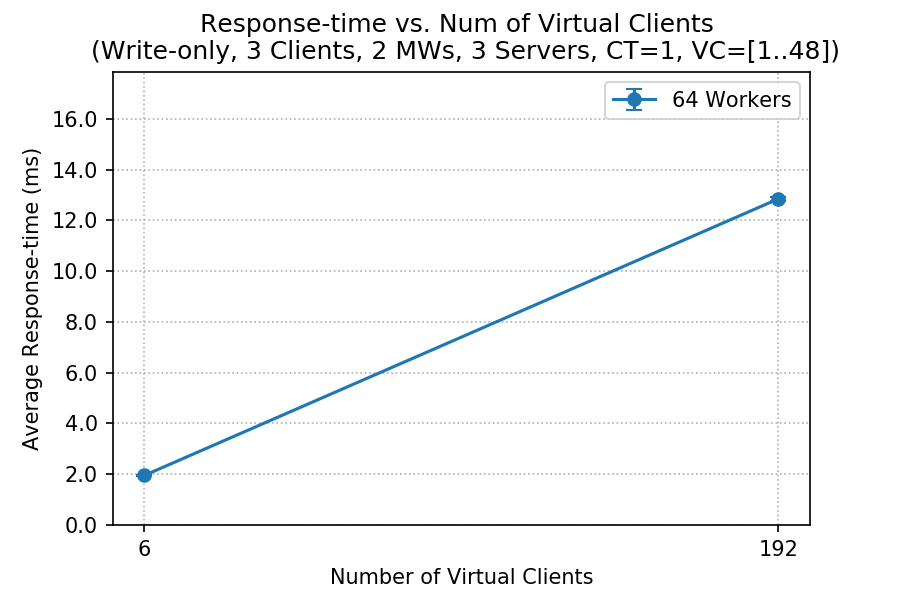 Response-time vs. Num of Virtual Clients
(Write-only, 3 Clients, 2 MWs, 3 Servers, CT=1, VC=[1..48])
64 Workers
16.0
14.0
12.0
10.0
8.0
6.0
4.0
2.0
0.0
Average Response-time (ms)
6
192
Number of Virtual Clients